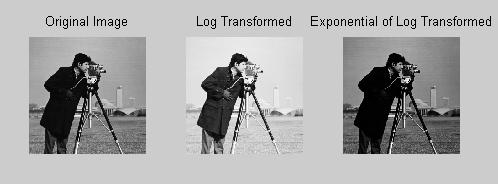 Original Image
Log Transformed
Exponential of Log Transformed